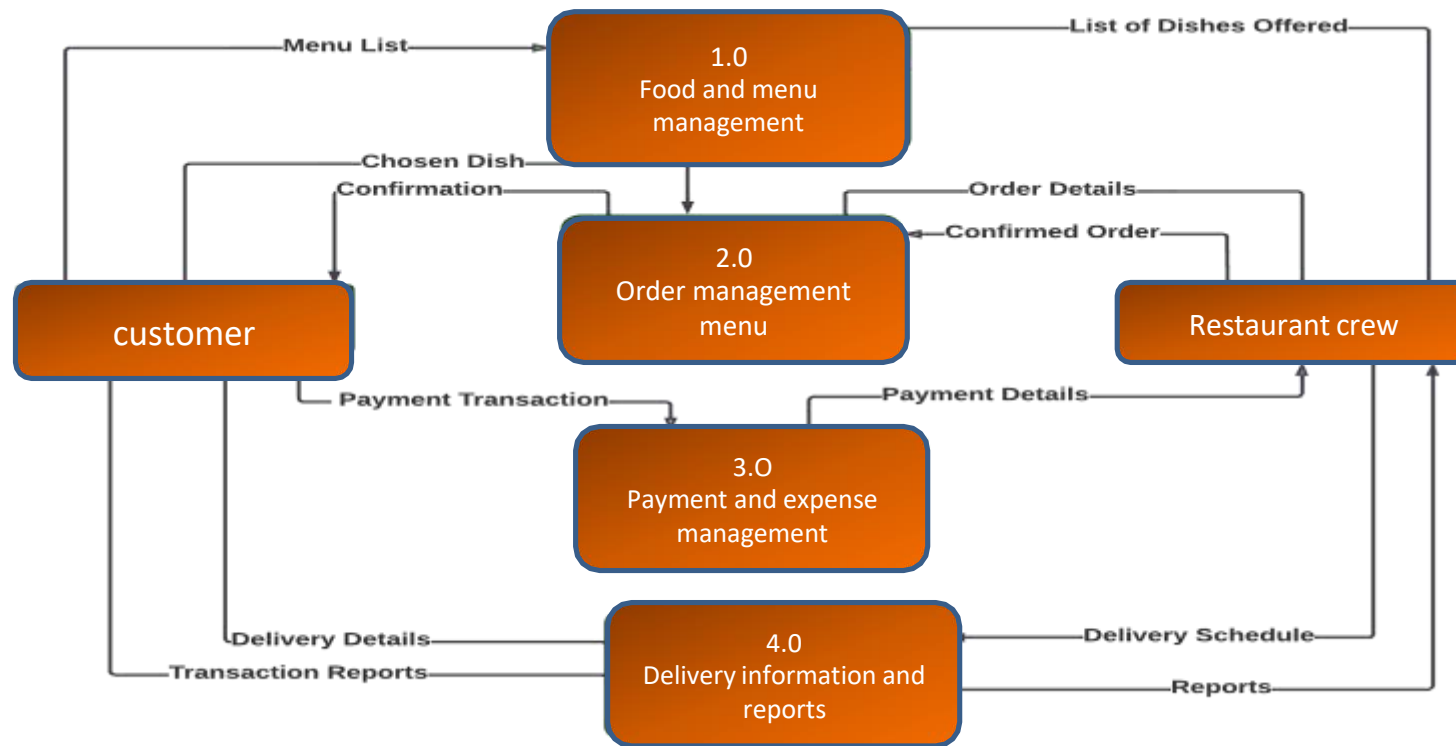 Menu List
List of Dishes Offered
1.0
Food and menu
management
Chosen Dish
Confirmation
Order Details
Confirmed Order
2.0
Order management
menu
customer
Restaurant crew
Payment Transaction
Payment Details
3.O
Payment and expense
management
Delivery Details
Transaction Reports
4.0
Delivery information and
reports
Delivery Schedule
Reports